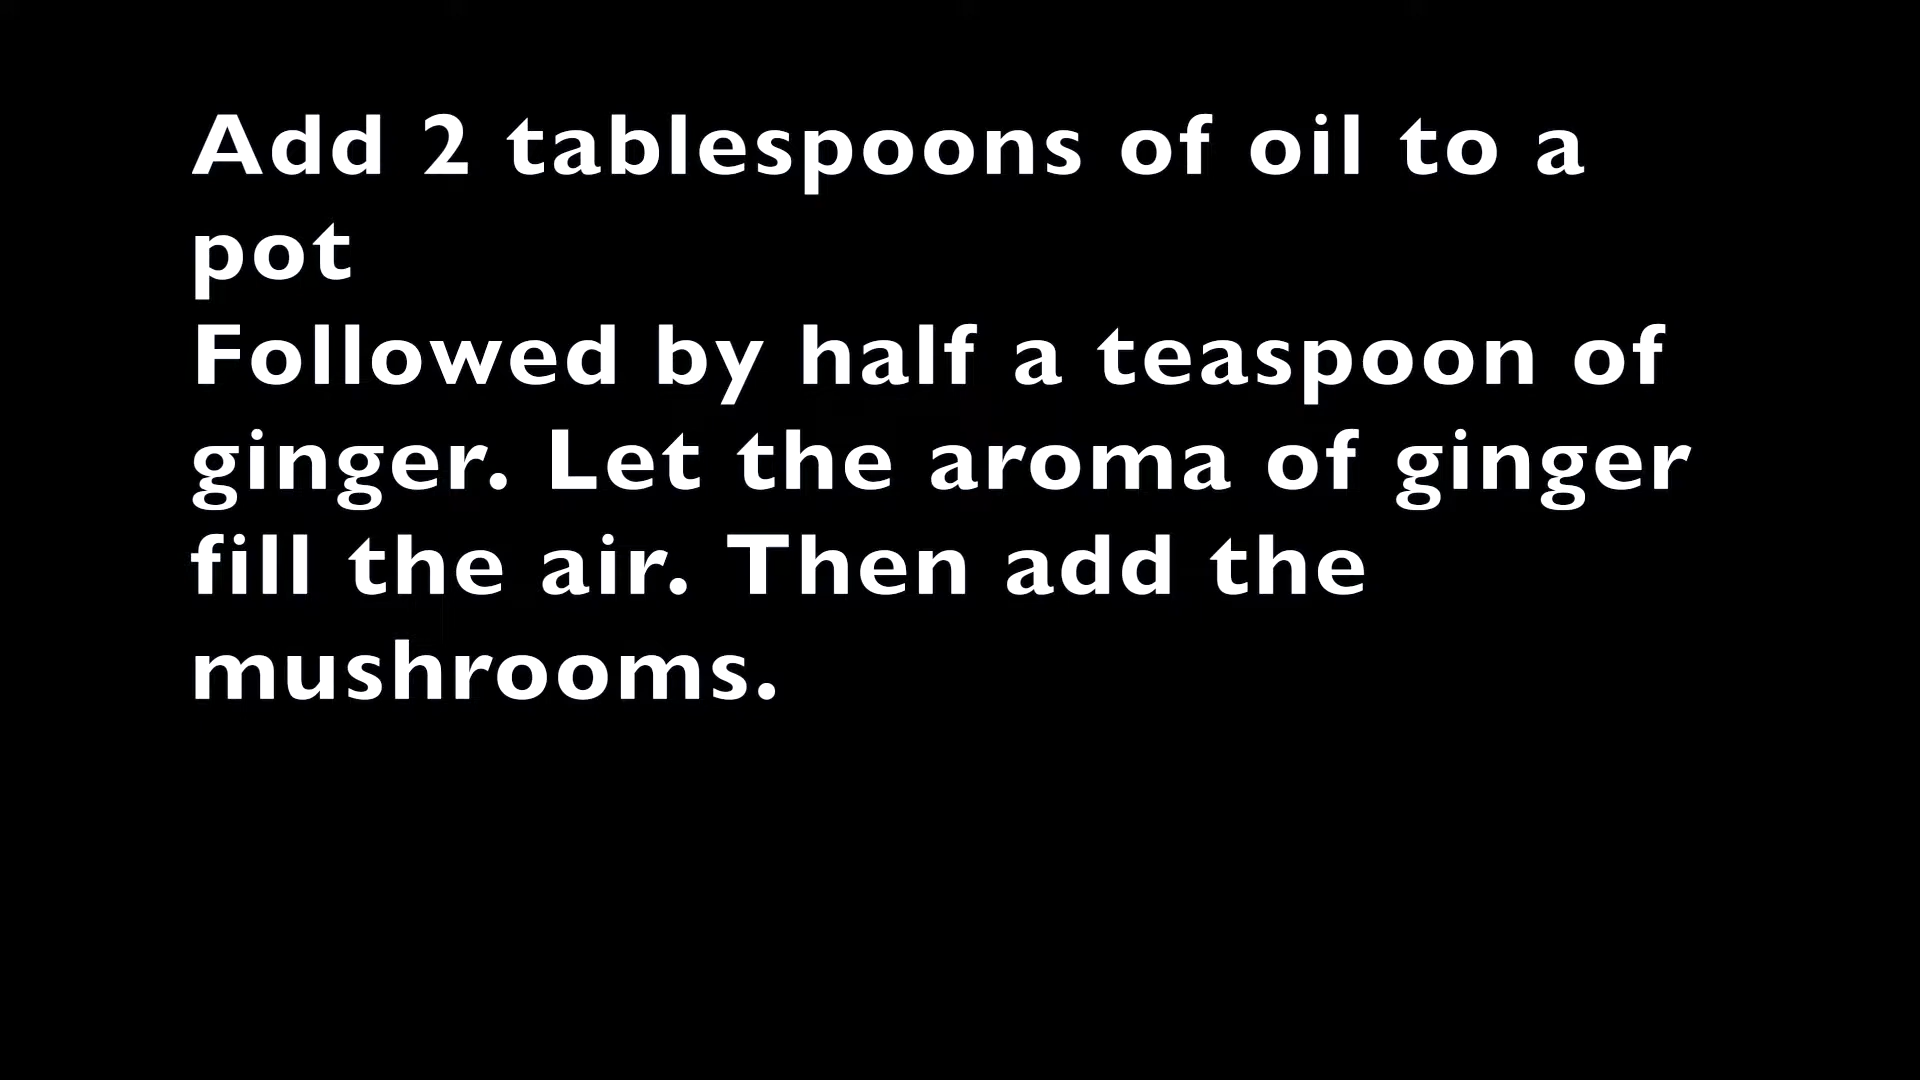 Add 2 tablespoons of oil to a
pot
Followed by half a teaspoon of
ginger. Let the aroma of ginger
fill the air. Then add the
mushrooms.